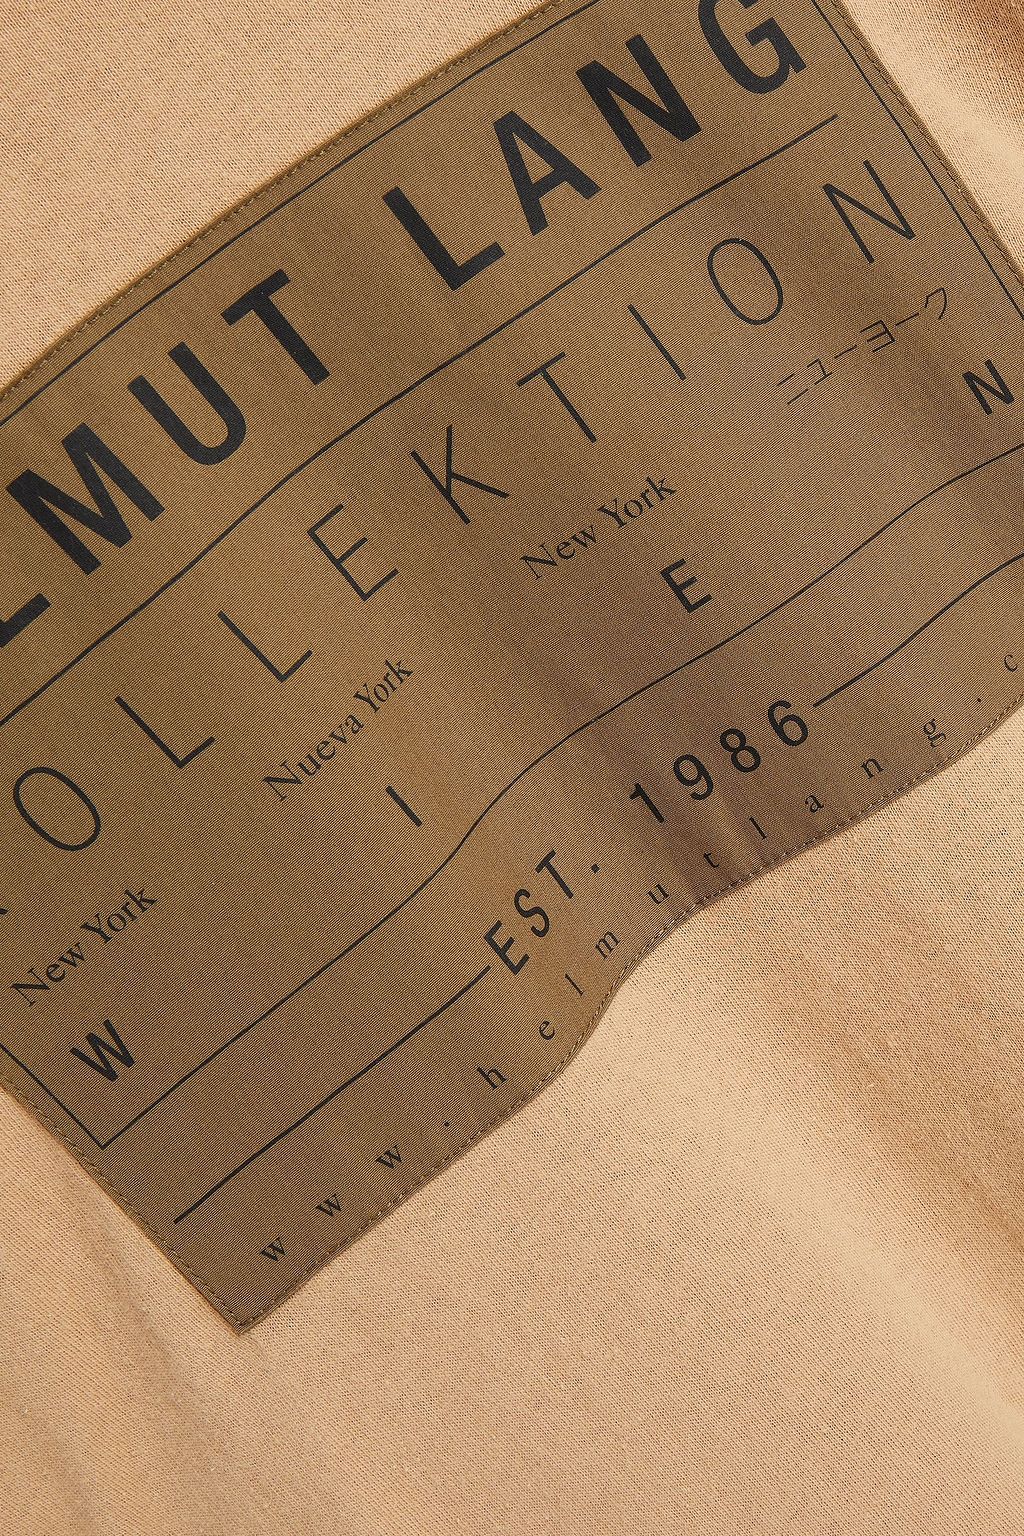 LMUT LANG
OLLEKTION
New York Nueva York New York ニューヨーク
W I E N
EST. 1986
www.helmutlang.c